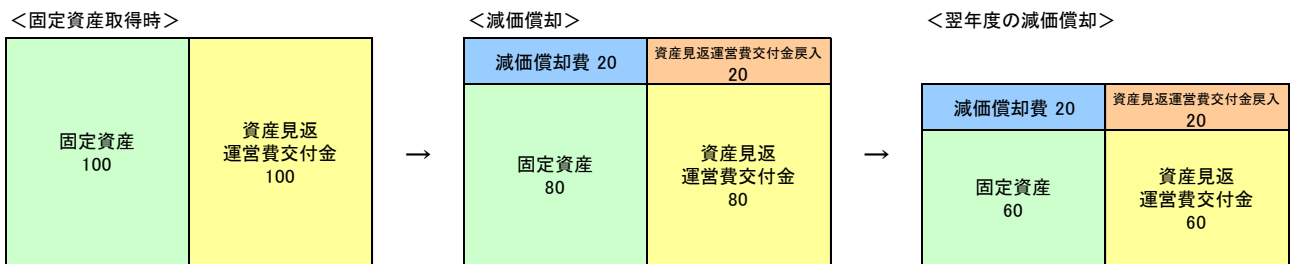 ＜固定資産取得時＞
固定資産
100
資産見返
運営費交付金
100
→
＜減価償却＞
減価償却費 20
資産見返運営費交付金戻入
20
固定資産
80
資産見返
運営費交付金
80
→
＜翌年度の減価償却＞
減価償却費 20
資産見返運営費交付金戻入
20
固定資産
60
資産見返
運営費交付金
60